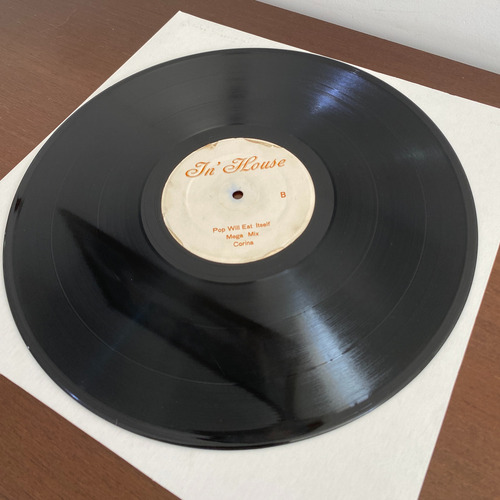 In' House
B
Pop Will Eat Itself
Mega Mix
Corina